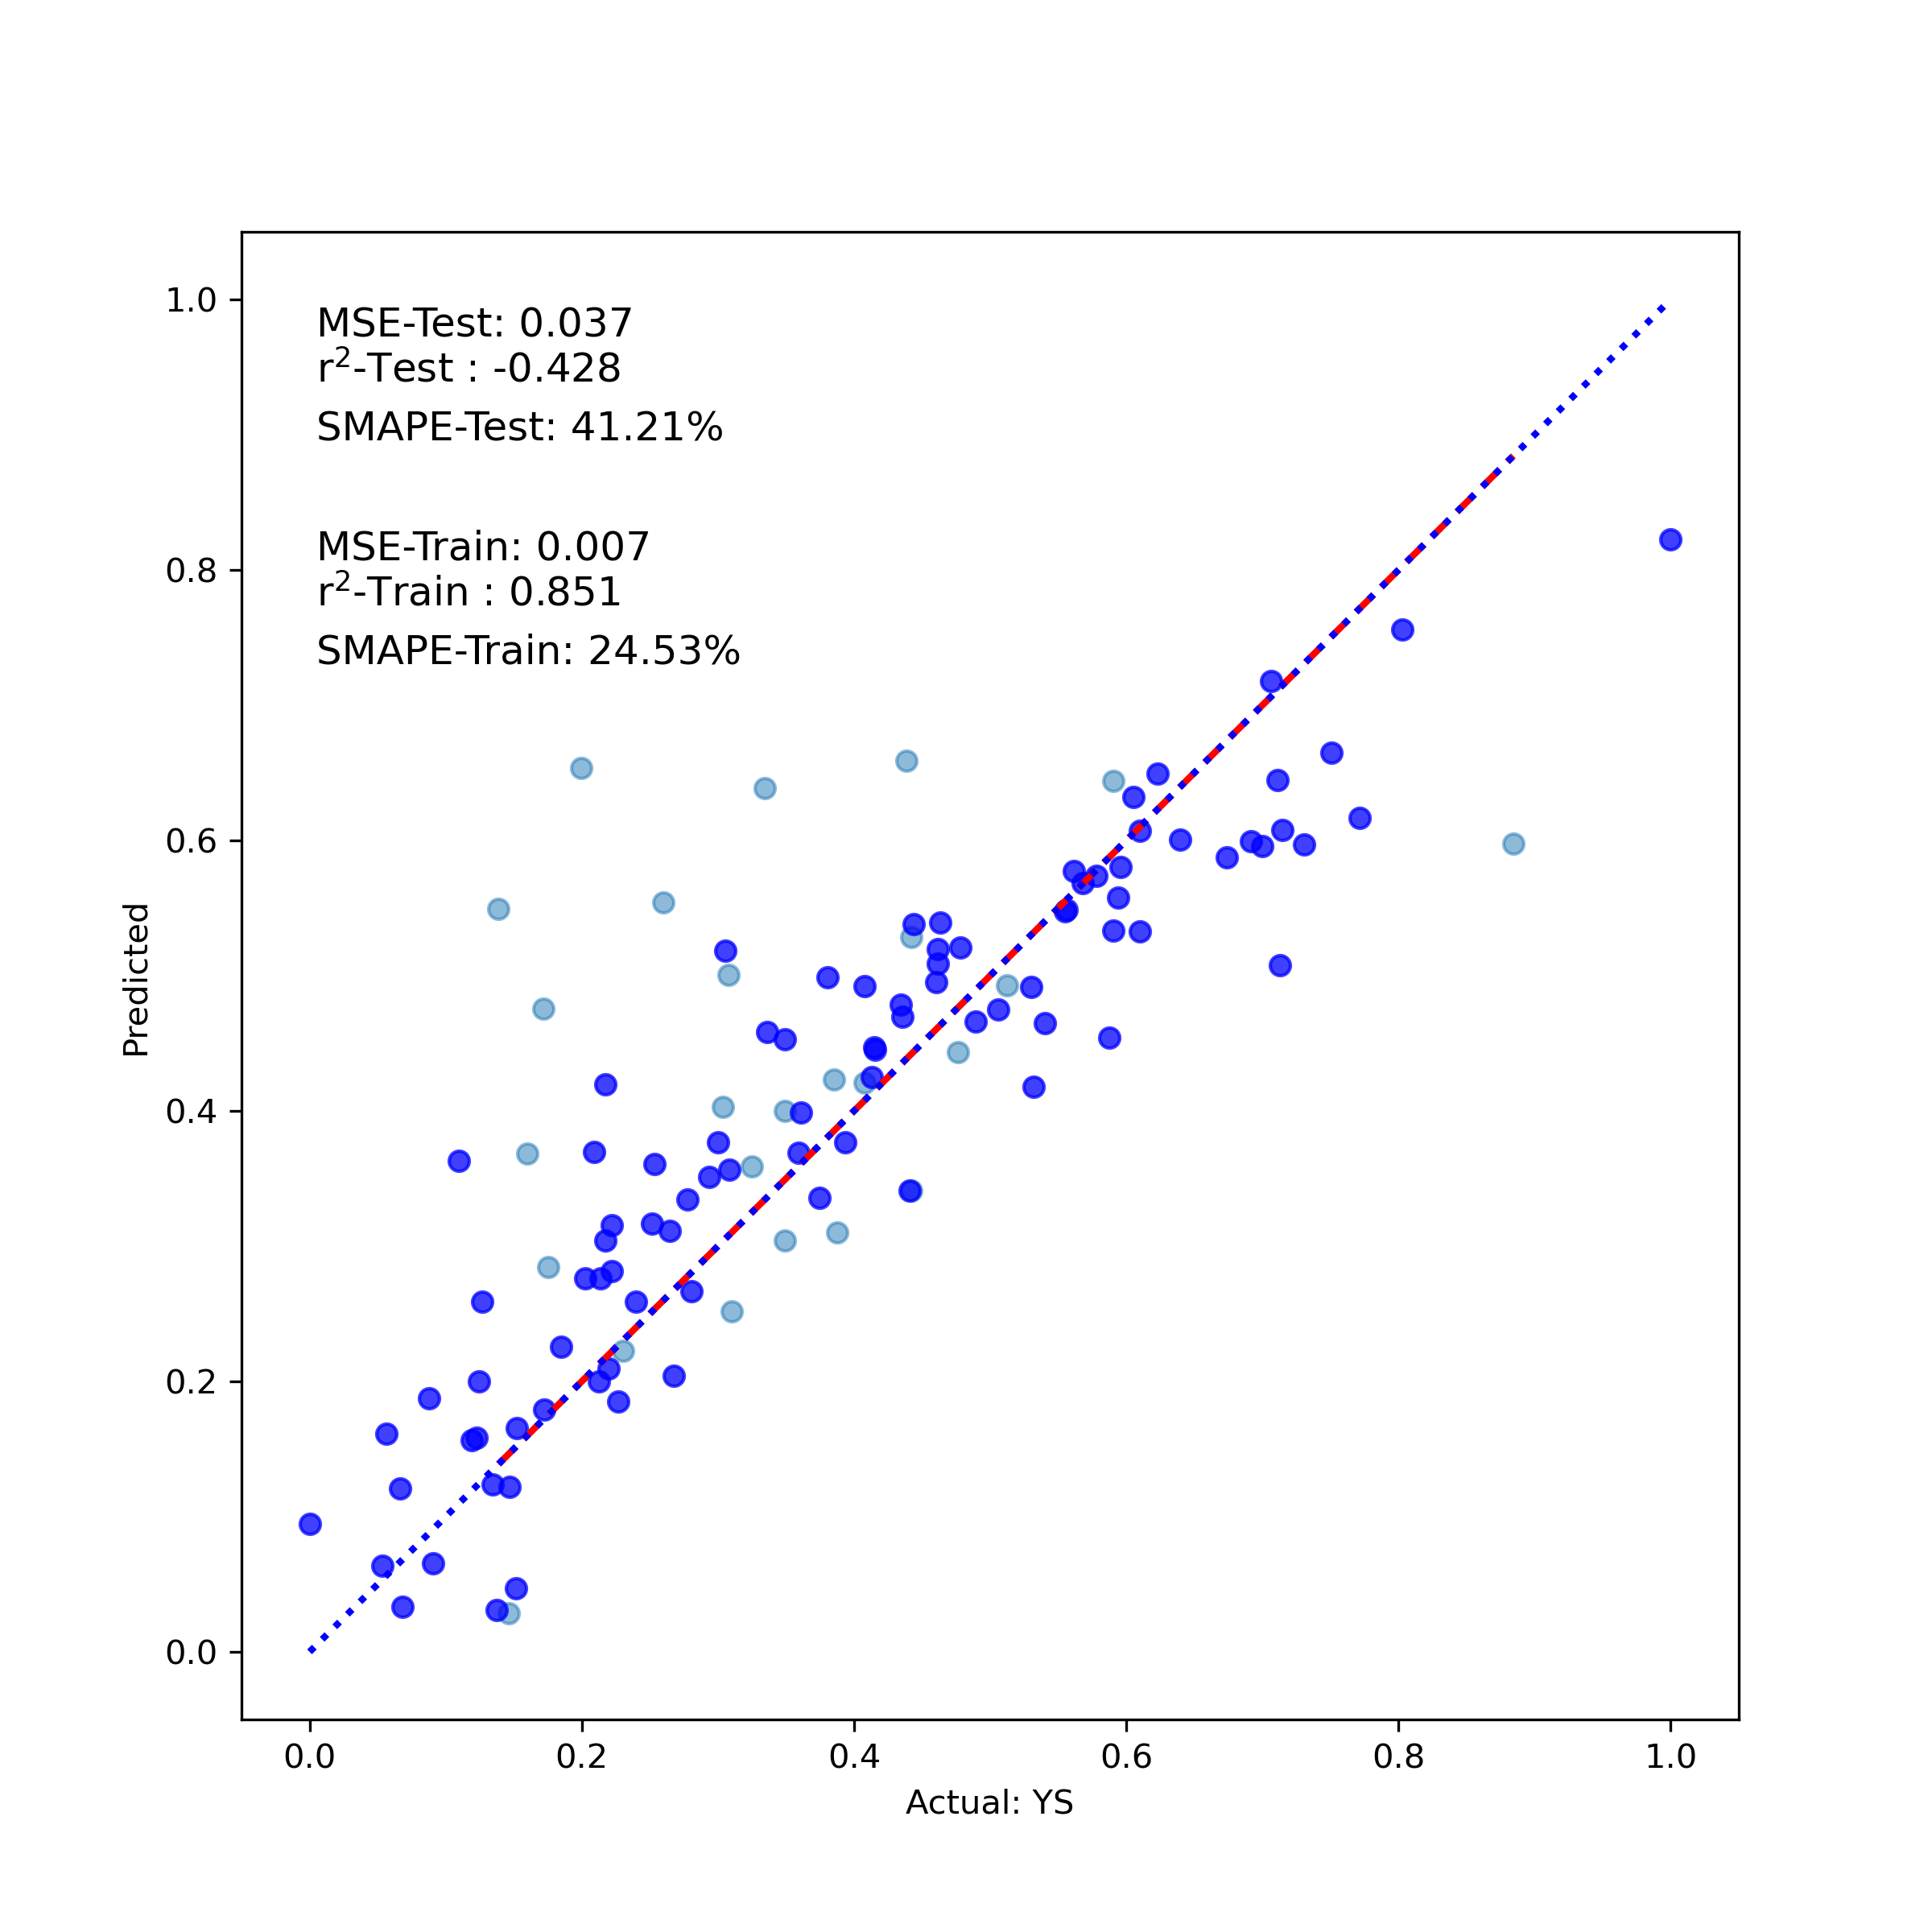 MSE-Test: 0.037
r²-Test : -0.428
SMAPE-Test: 41.21%
MSE-Train: 0.007
r²-Train : 0.851
SMAPE-Train: 24.53%
1.0
0.8
0.6
0.4
0.2
0.0
Predicted
0.0 0.2 0.4 0.6 0.8 1.0
Actual: YS